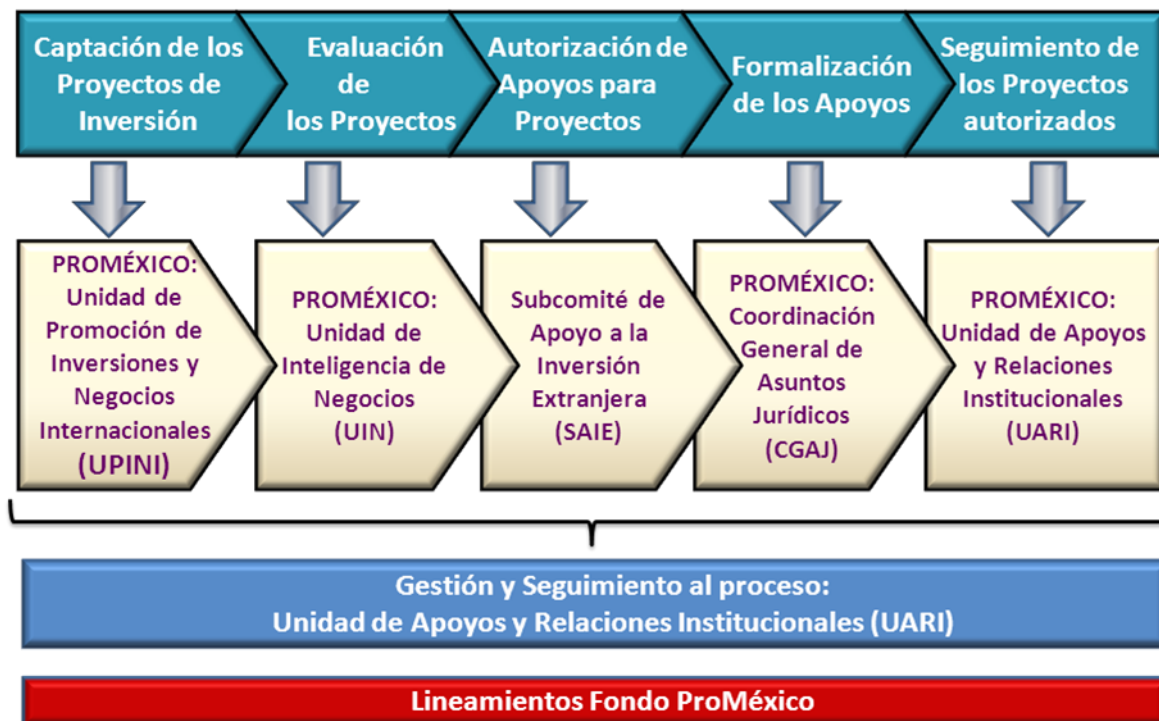 Captación de los
Proyectos de
Inversión
Evaluación
de
los Proyectos
Autorización de
Apoyos para
Proyectos
Formalización
de los Apoyos
Seguimiento de
los Proyectos
autorizados
PROMÉXICO:
Unidad de
Promoción de
Inversiones y
Negocios
Internacionales
(UPINI)
PROMÉXICO:
Unidad de
Inteligencia de
Negocios
(UIN)
Subcomité de
Apoyo a la
Inversión
Extranjera
(SAIE)
PROMÉXICO:
Coordinación
General de
Asuntos
Jurídicos
(CGAJ)
PROMÉXICO:
Unidad de Apoyos
y Relaciones
Institucionales
(UARI)
Gestión y Seguimiento al proceso:
Unidad de Apoyos y Relaciones Institucionales (UARI)
Lineamientos Fondo ProMéxico